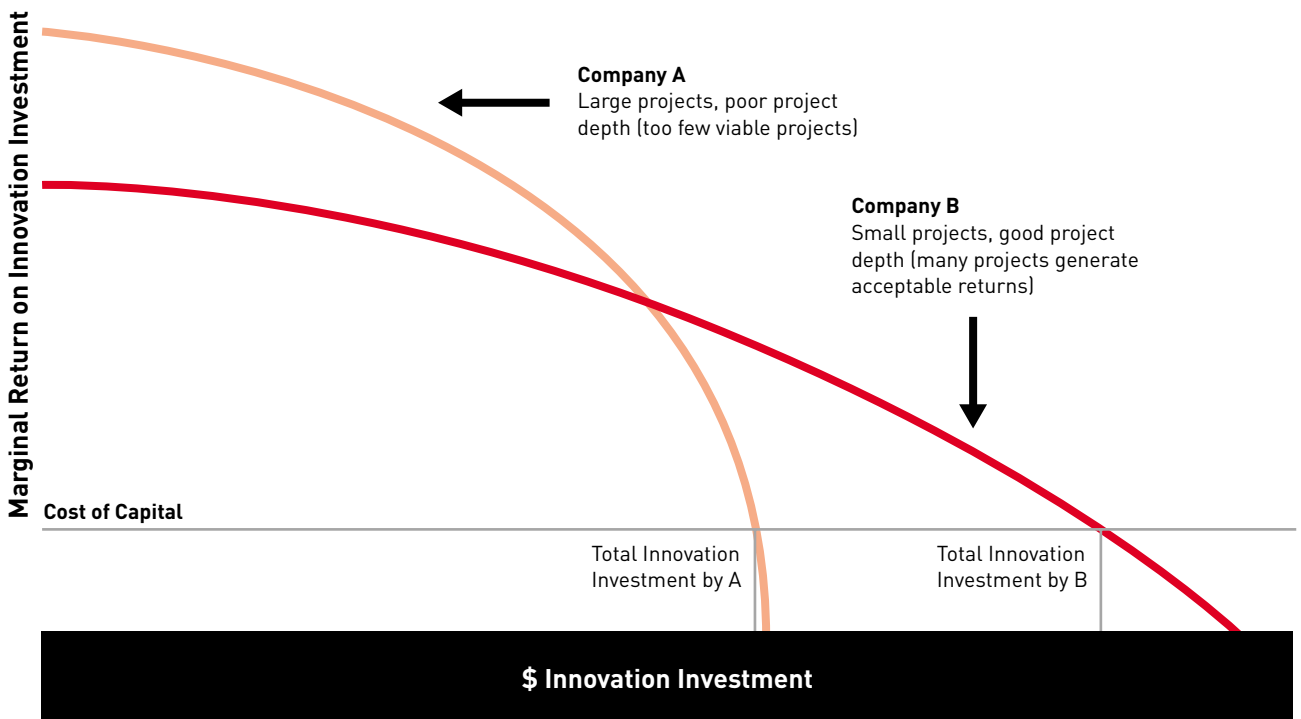 Marginal Return on Innovation Investment
Company A
Large projects, poor project
depth (too few viable projects)
Company B
Small projects, good project
depth (many projects generate
acceptable returns)
Cost of Capital
Total Innovation
Investment by A
Total Innovation
Investment by B
$ Innovation Investment